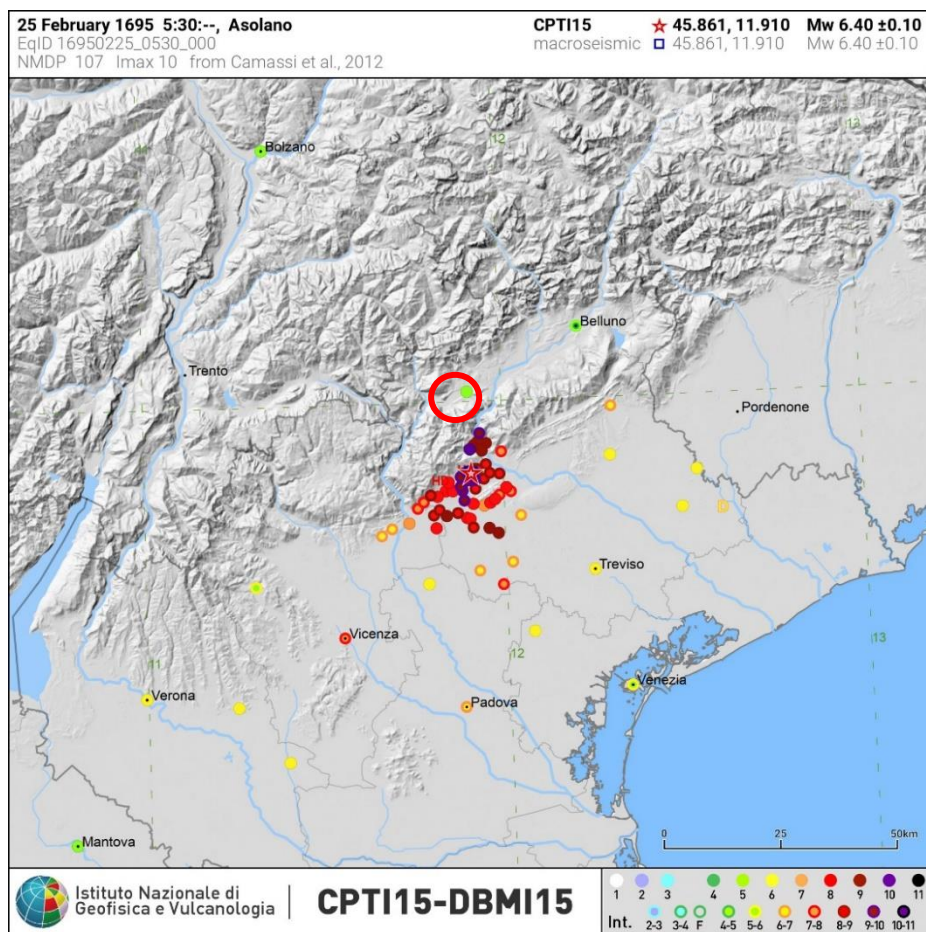 25 February 1695 5:30:--, Asolano
EqID 16950225_0530_000
NMDP 107 Imax 10 from Camassi et al., 2012
CPTI15 45.861, 11.910 Mw 6.40 ±0.10
macroseismic 45.861, 11.910 Mw 6.40 ±0.10
12
13
Bolzano
Belluno
Trento
Pordenone
Treviso
Vicenza
11
12
13
Verona
Venezia
Padova
Mantova
0 25 50km
Istituto Nazionale di
Geofisica e Vulcanologia
CPTI15-DBMI15
1 2 3 4 5 6 7 8 9 10 11
Int. 2-3 3-4 F 4-5 5-6 6-7 7-8 8-9 9-10 10-11